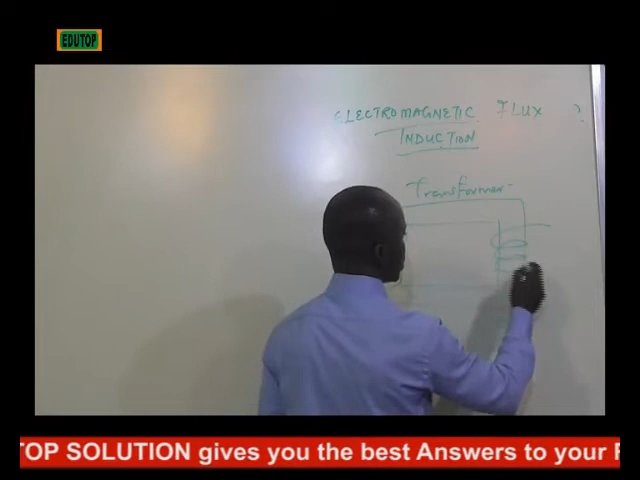 EDUTOP
ELECTROMAGNETIC FLUX ?
INDUCTION
Transformer
TOP SOLUTION gives you the best Answers to your